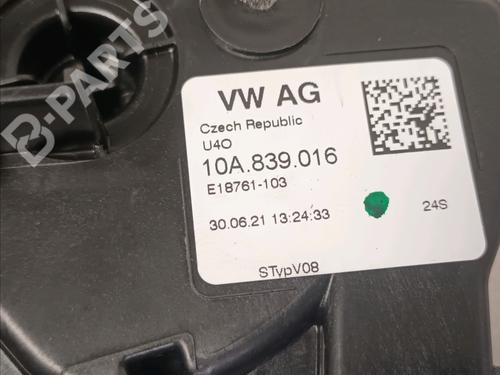 B-PARTS
VW AG
Czech Republic
U4O
10A.839.016
E18761-103
30.06.21 13:24:33
24S
STypV08